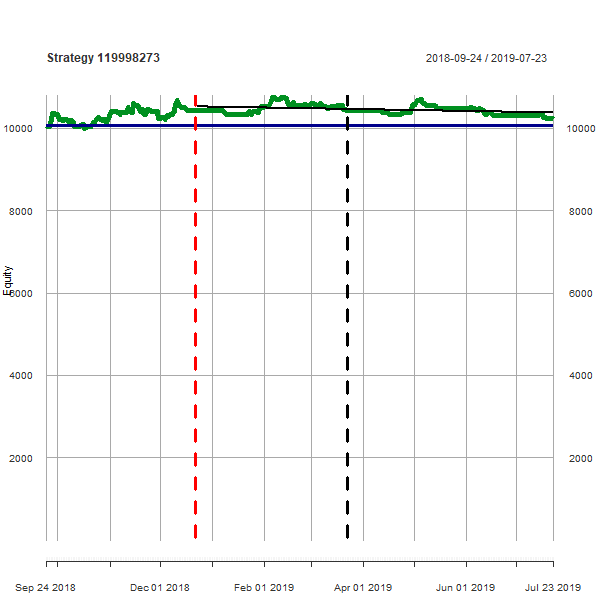 Strategy 119998273
2018-09-24 / 2019-07-23
10000 10000
8000 8000
Equity
6000 6000
4000 4000
2000 2000
Sep 24 2018 Dec 01 2018 Feb 01 2019 Apr 01 2019 Jun 01 2019 Jul 23 2019